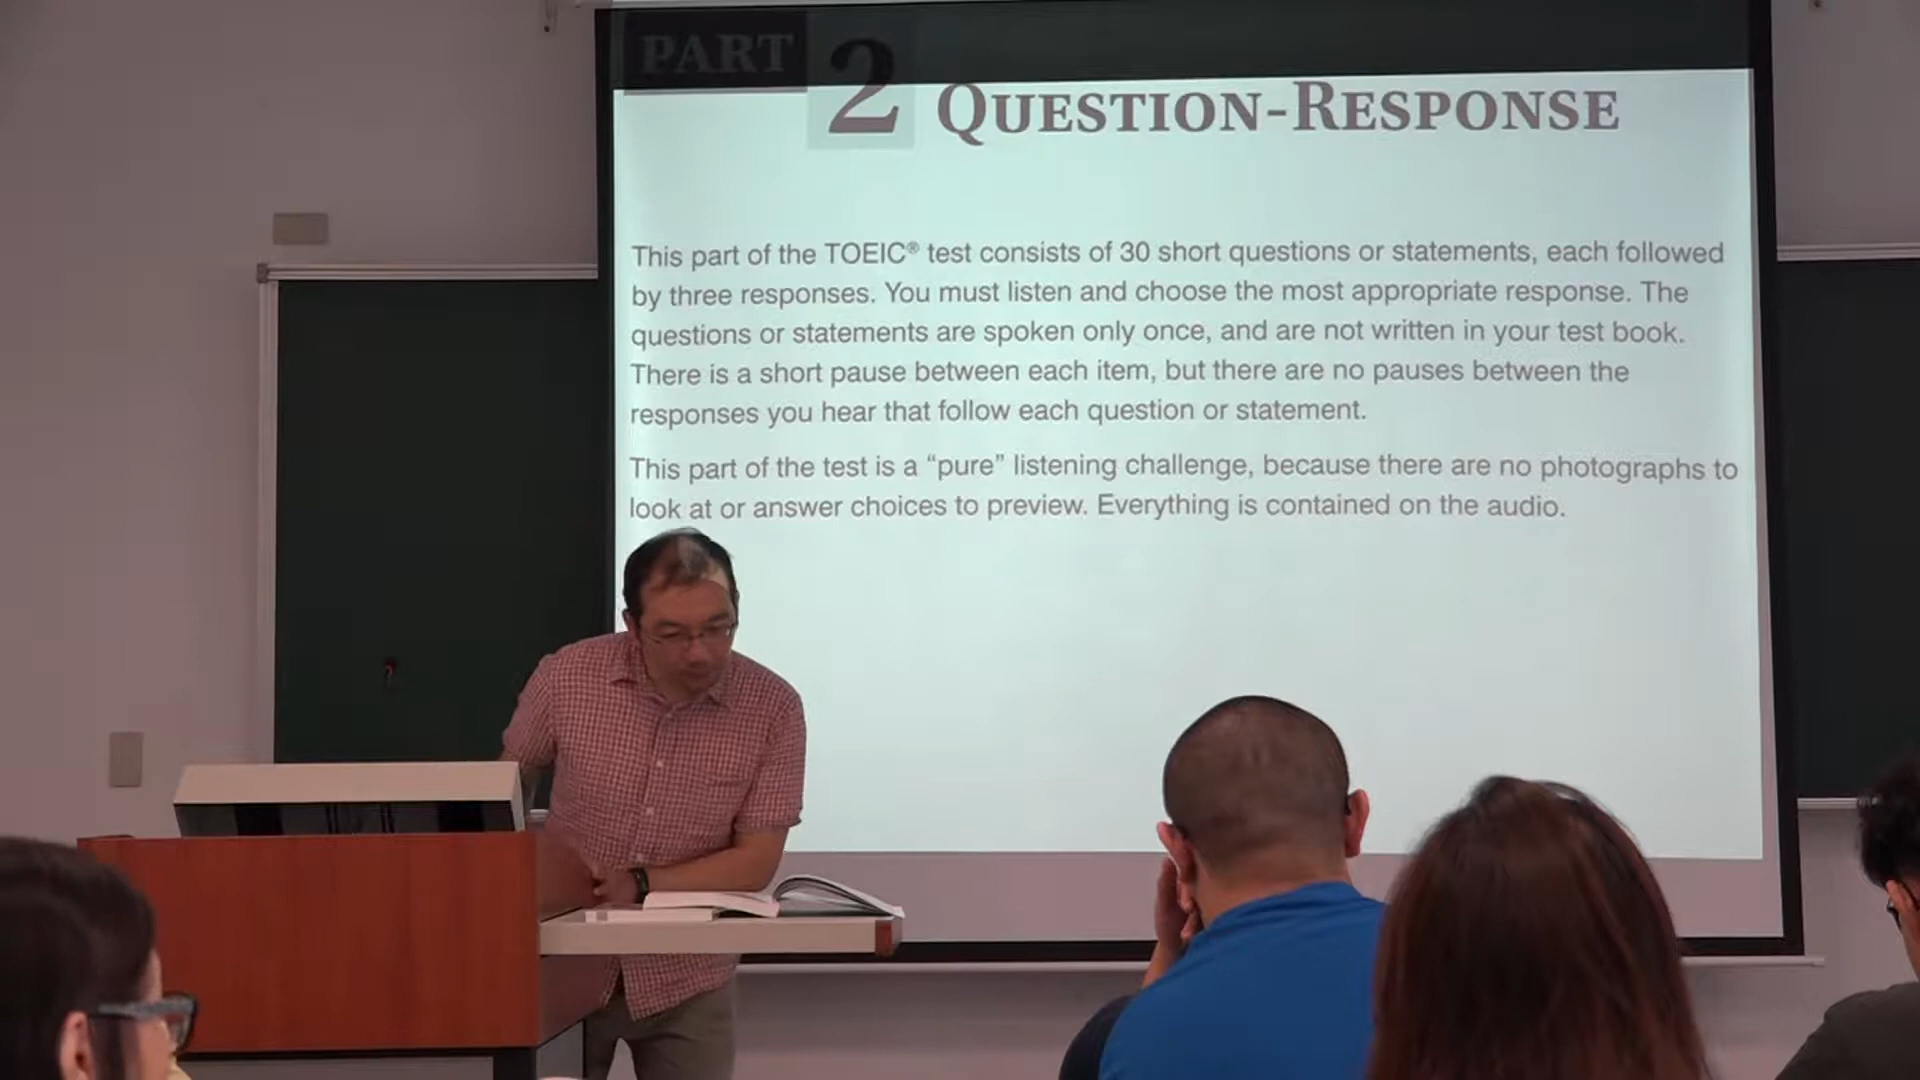 PART 2 QUESTION-RESPONSE
This part of the TOEIC® test consists of 30 short questions or statements, each followed
by three responses. You must listen and choose the most appropriate response. The
questions or statements are spoken only once, and are not written in your test book.
There is a short pause between each item, but there are no pauses between the
responses you hear that follow each question or statement.
This part of the test is a “pure” listening challenge, because there are no photographs to
look at or answer choices to preview. Everything is contained on the audio.